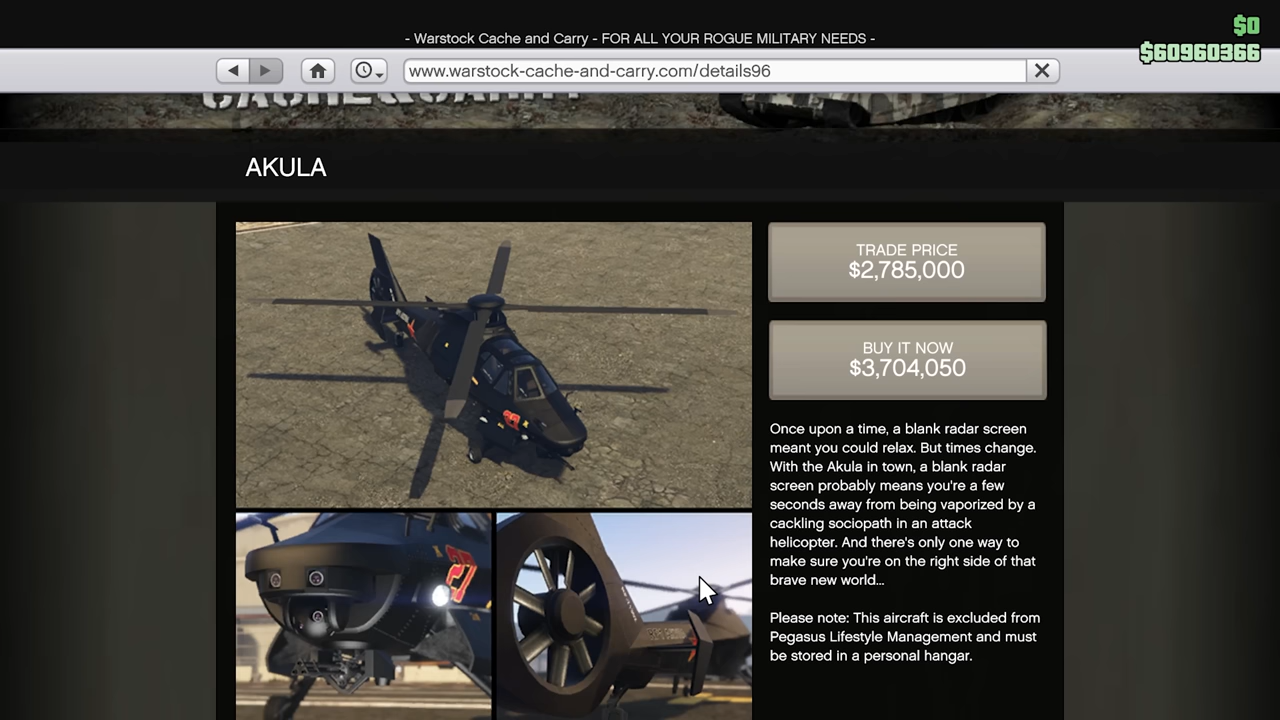 $0
- Warstock Cache and Carry - FOR ALL YOUR ROGUE MILITARY NEEDS -
$60960366
www.warstock-cache-and-carry.com/details96
CACHE&CARRY
AKULA
TRADE PRICE
$2,785,000
BUY IT NOW
$3,704,050
Once upon a time, a blank radar screen
meant you could relax. But times change.
With the Akula in town, a blank radar
screen probably means you're a few
seconds away from being vaporized by a
cackling sociopath in an attack
helicopter. And there's only one way to
make sure you're on the right side of that
brave new world...
Please note: This aircraft is excluded from
Pegasus Lifestyle Management and must
be stored in a personal hangar.
27